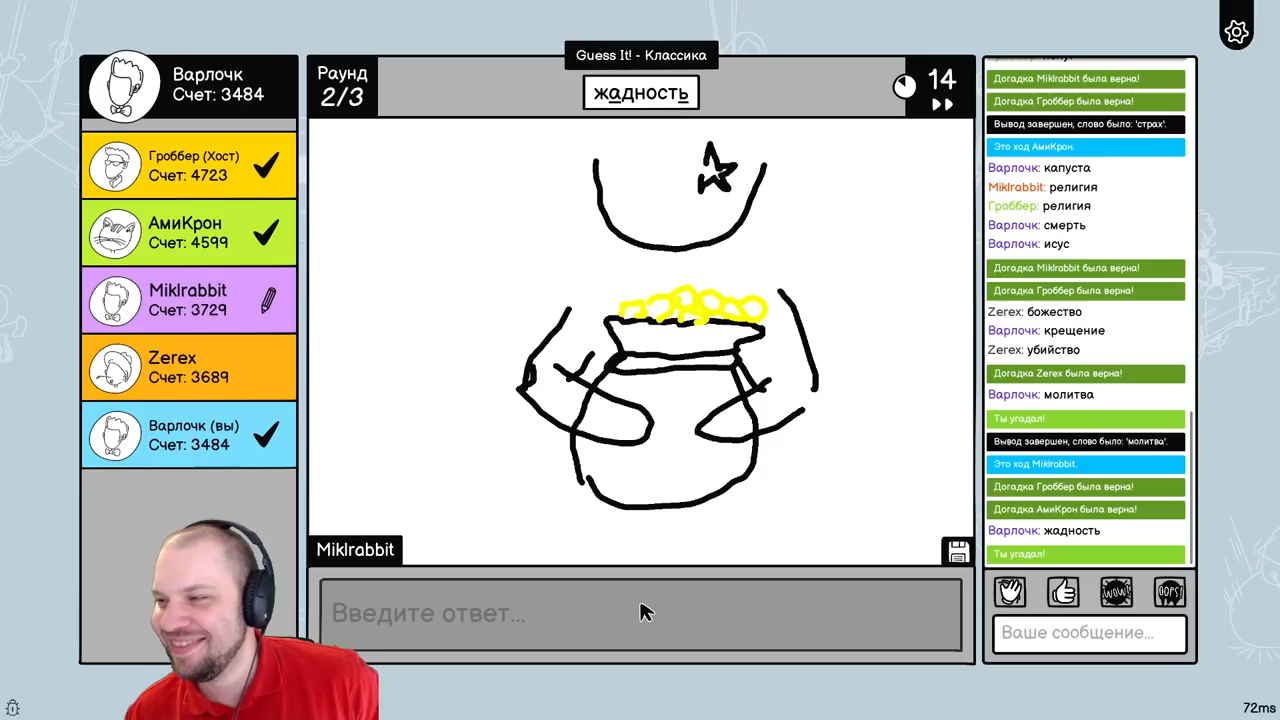 Guess It! - Классика
Варлочк
Счет: 3484
Раунд
2/3
жадность
14
Гроббер (Хост)
Счет: 4723
АмиКрон
Счет: 4599
Miklrabbit
Счет: 3729
Zerex
Счет: 3689
Варлочк (вы)
Счет: 3484
Miklrabbit
Введите ответ...
Догадка Miklrabbit была верна!
Догадка Гроббер была верна!
Вывод завершен, слово было: 'страх'.
Это ход АмиКрон.
Варлочк: капуста
Miklrabbit: религия
Гроббер: религия
Варлочк: смерть
Варлочк: исус
Догадка Miklrabbit была верна!
Догадка Гроббер была верна!
Zerex: божество
Варлочк: крещение
Zerex: убийство
Догадка Zerex была верна!
Варлочк: молитва
Ты угадал!
Вывод завершен, слово было: 'молитва'.
Это ход Miklrabbit.
Догадка Гроббер была верна!
Догадка АмиКрон была верна!
Варлочк: жадность
Ты угадал!
WOW!
OOPS!
Ваше сообщение...
72ms